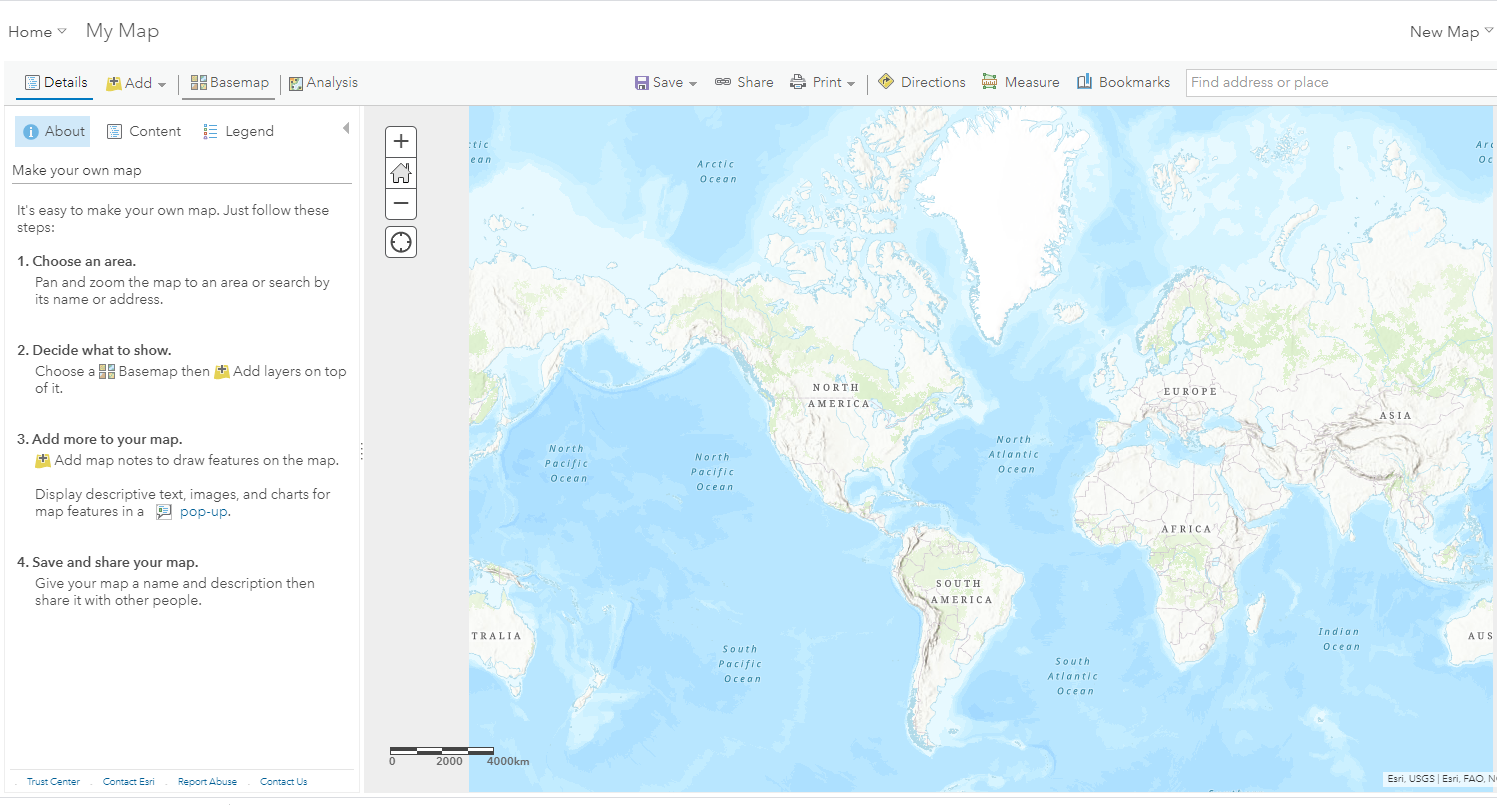 Home My Map New Map
Details Add Basemap Analysis Save Share Print Directions Measure Bookmarks Find address or place
About Content Legend
Make your own map
It's easy to make your own map. Just follow these
steps:
1. Choose an area.
Pan and zoom the map to an area or search by
its name or address.
2. Decide what to show.
Choose a Basemap then Add layers on top
of it.
3. Add more to your map.
Add map notes to draw features on the map.
Display descriptive text, images, and charts for
map features in a pop-up.
4. Save and share your map.
Give your map a name and description then
share it with other people.
Trust Center . Contact Esri . Report Abuse . Contact Us
Arctic
Ocean
NORTH
AMERICA
EUROPE
ASIA
North
Pacific
Ocean
North
Pacific
Ocean
North
Atlantic
Ocean
AFRICA
SOUTH
AMERICA
TRALIA
South
Pacific
Ocean
South
Atlantic
Ocean
Indian
Ocean
AUS
0 2000 4000km
Esri, USGS | Esri, FAO,